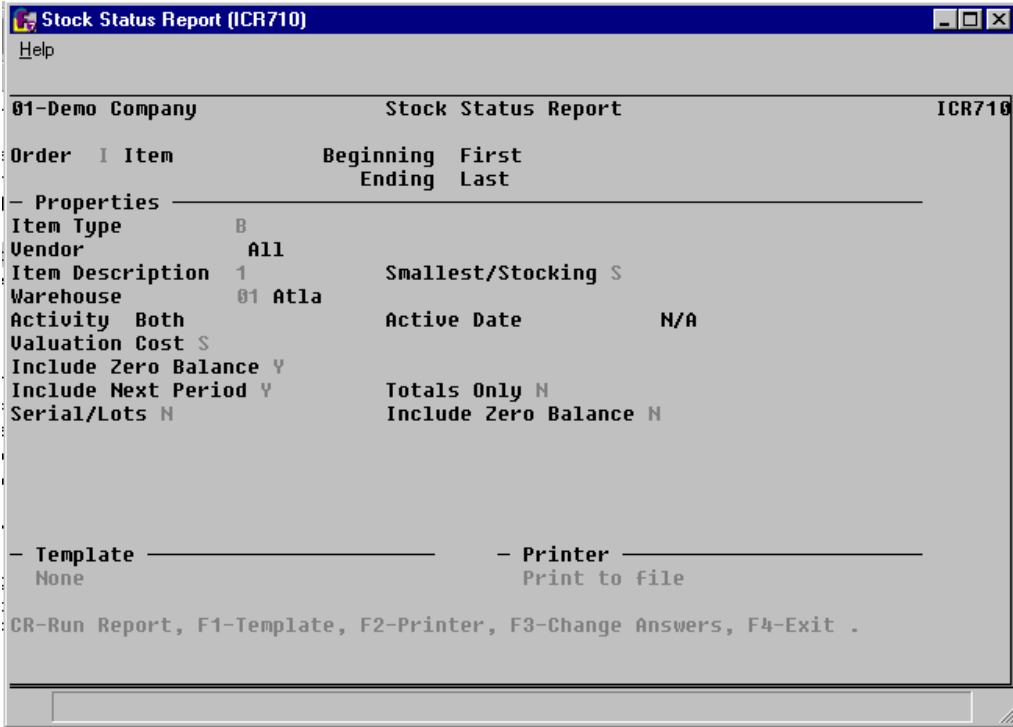 Stock Status Report (ICR710)
Help
01-Demo Company Stock Status Report ICR710
Order I Item Beginning First
Ending Last
Properties
Item Type B
Vendor All
Item Description 1 Smallest/Stocking S
Warehouse 01 Atla
Activity Both Active Date N/A
Valuation Cost S
Include Zero Balance Y
Include Next Period Y Totals Only N
Serial/Lots N Include Zero Balance N
Template Printer
None Print to file
CR-Run Report, F1-Template, F2-Printer, F3-Change Answers, F4-Exit .